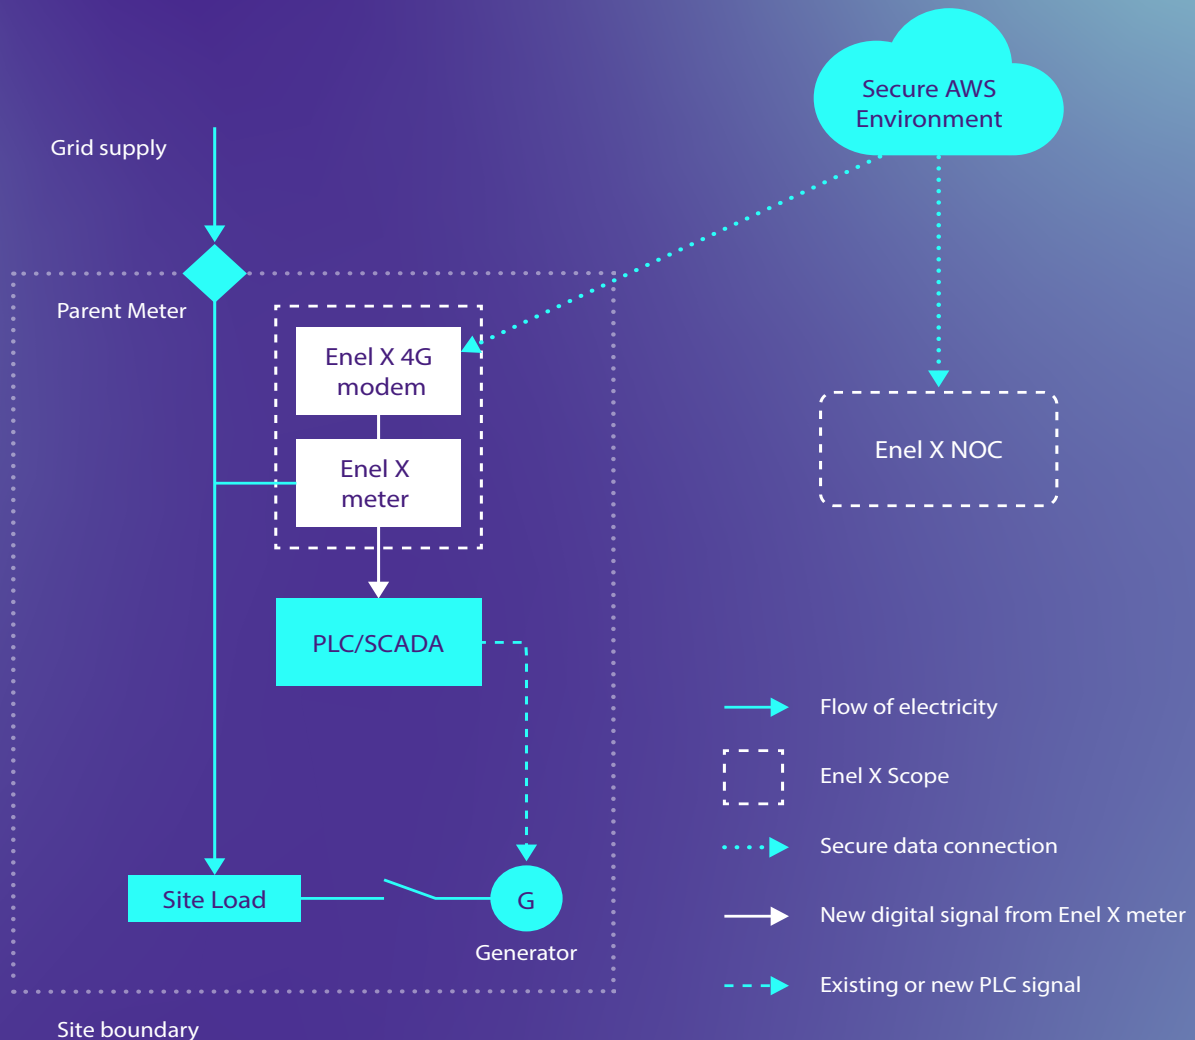 Secure AWS
Environment
Grid supply
Parent Meter
Enel X 4G
modem
Enel X
meter
Enel X NOC
PLC/SCADA
Site Load
G
Generator
Site boundary
Flow of electricity
Enel X Scope
Secure data connection
New digital signal from Enel X meter
Existing or new PLC signal